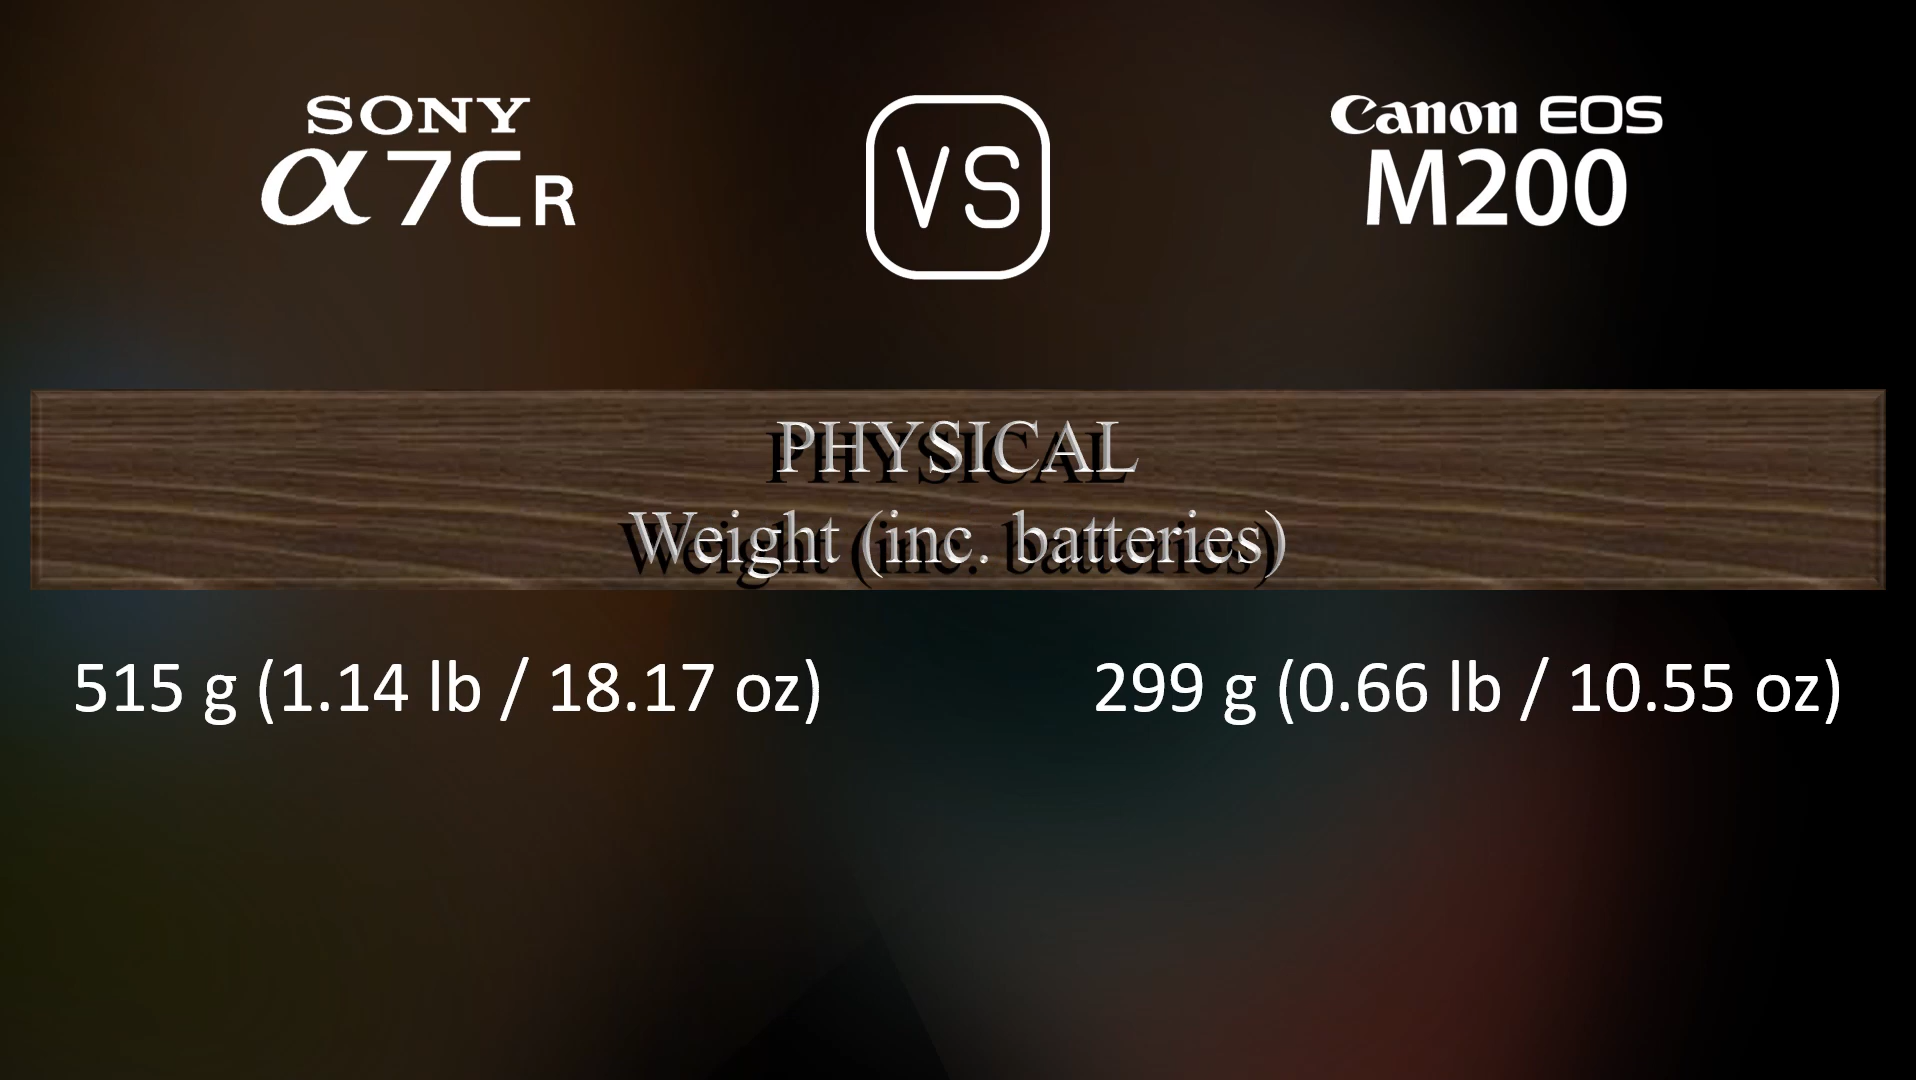 SONY
α7CR
VS
Canon EOS
M200
PHYSICAL
Weight (inc. batteries)
515 g (1.14 lb / 18.17 oz)
299 g (0.66 lb / 10.55 oz)